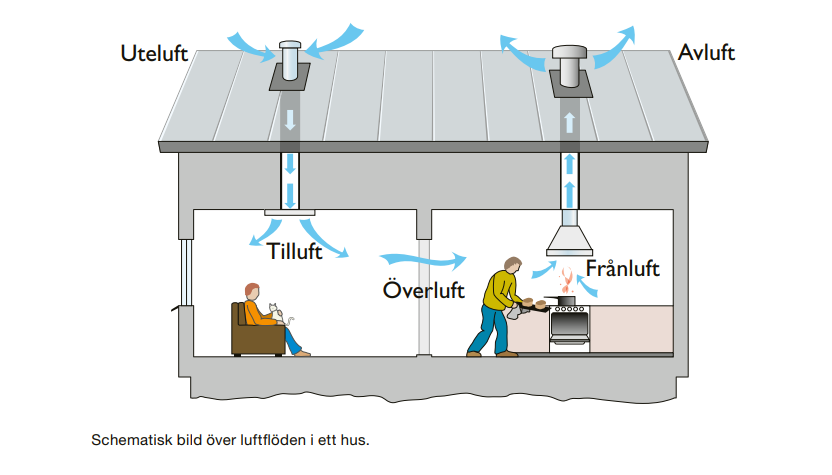 Uteluft
Avluft
Tilluft
Överluft
Frånluft
Schematisk bild över luftflöden i ett hus.